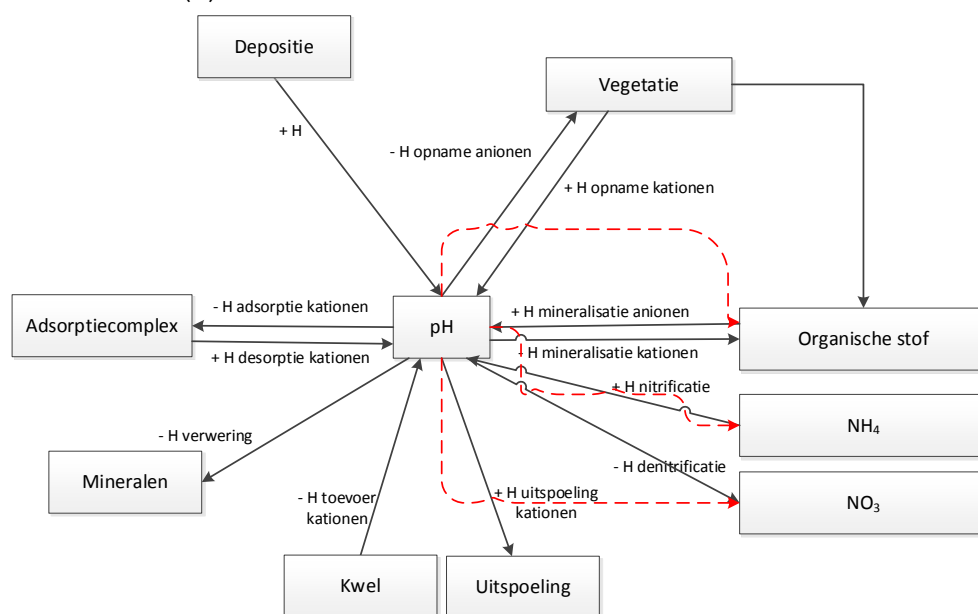 Depositie
Vegetatie
+ H
- H opname anionen
+ H opname kationen
- H adsorptie kationen
+ H mineralisatie anionen
Adsorptiecomplex
pH
Organische stof
+ H desorptie kationen
- H mineralisatie kationen
+ H nitrificatie
NH₄
- H verwering
- H denitrificatie
Mineralen
- H toevoer
kationen
+ H uitspoeling
kationen
NO₃
Kwel
Uitspoeling